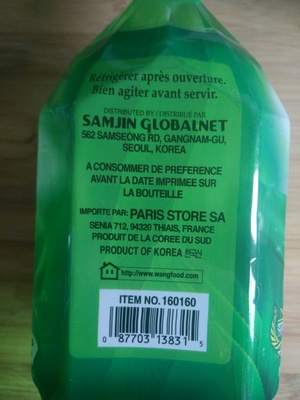 Réfrigérer après ouverture.
Bien agiter avant servir.
DISTRIBUTED BY / DISTRIBUE PAR
SAMJIN GLOBALNET
562 SAMSEONG RD, GANGNAM-GU,
SEOUL, KOREA
A CONSOMMER DE PREFERENCE
AVANT LA DATE IMPRIMEE SUR
LA BOUTEILLE
IMPORTE PAR: PARIS STORE SA
SENIA 712, 94320 THIAIS, FRANCE
PRODUIT DE LA COREE DU SUD
PRODUCT OF KOREA
http://www.wangfood.com
ITEM NO. 160160
0 87703 13831 5